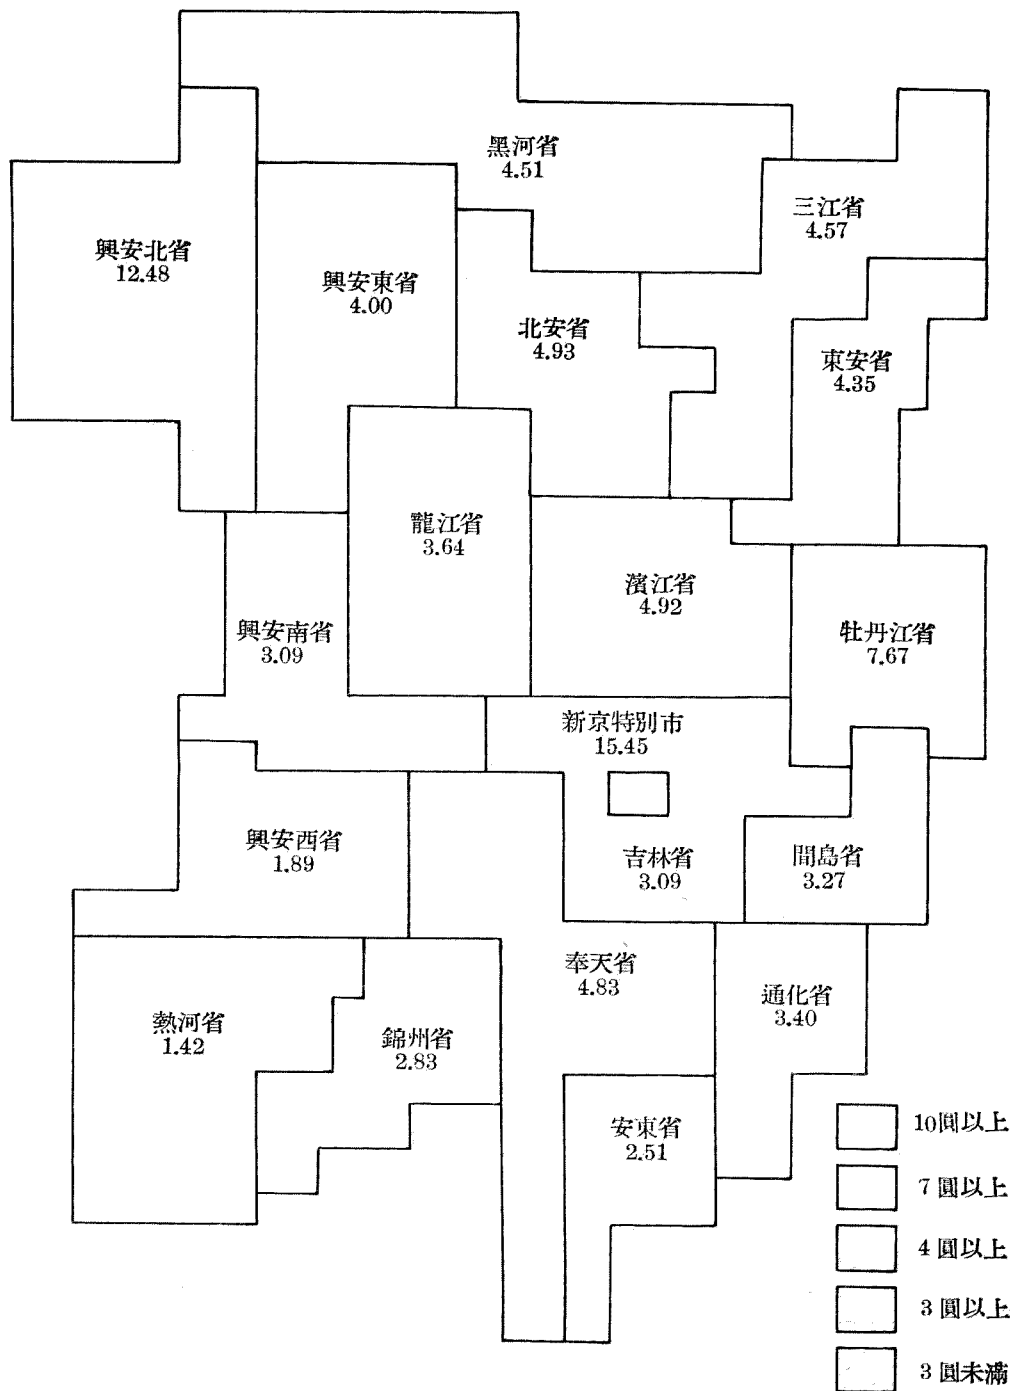 黑河省
4.51
三江省
4.57
興安北省
12.48
興安東省
4.00
北安省
4.93
東安省
4.35
龍江省
3.64
濱江省
4.92
興安南省
3.09
牡丹江省
7.67
新京特別市
15.45
興安西省
1.89
吉林省
3.09
間島省
3.27
奉天省
4.83
通化省
3.40
熱河省
1.42
錦州省
2.83
安東省
2.51
10圓以上
7圓以上
4圓以上
3圓以上
3圓未滿